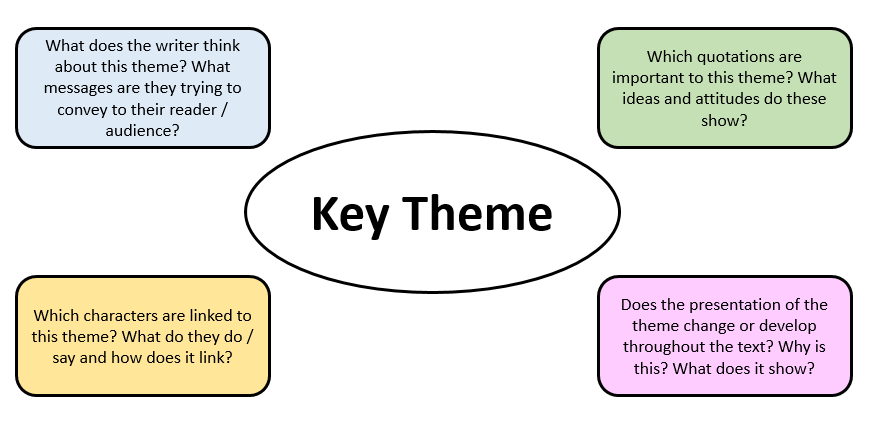 What does the writer think
about this theme? What
messages are they trying to
convey to their reader /
audience?
Which quotations are
important to this theme? What
ideas and attitudes do these
show?
Key Theme
Which characters are linked to
this theme? What do they do /
say and how does it link?
Does the presentation of the
theme change or develop
throughout the text? Why is
this? What does it show?